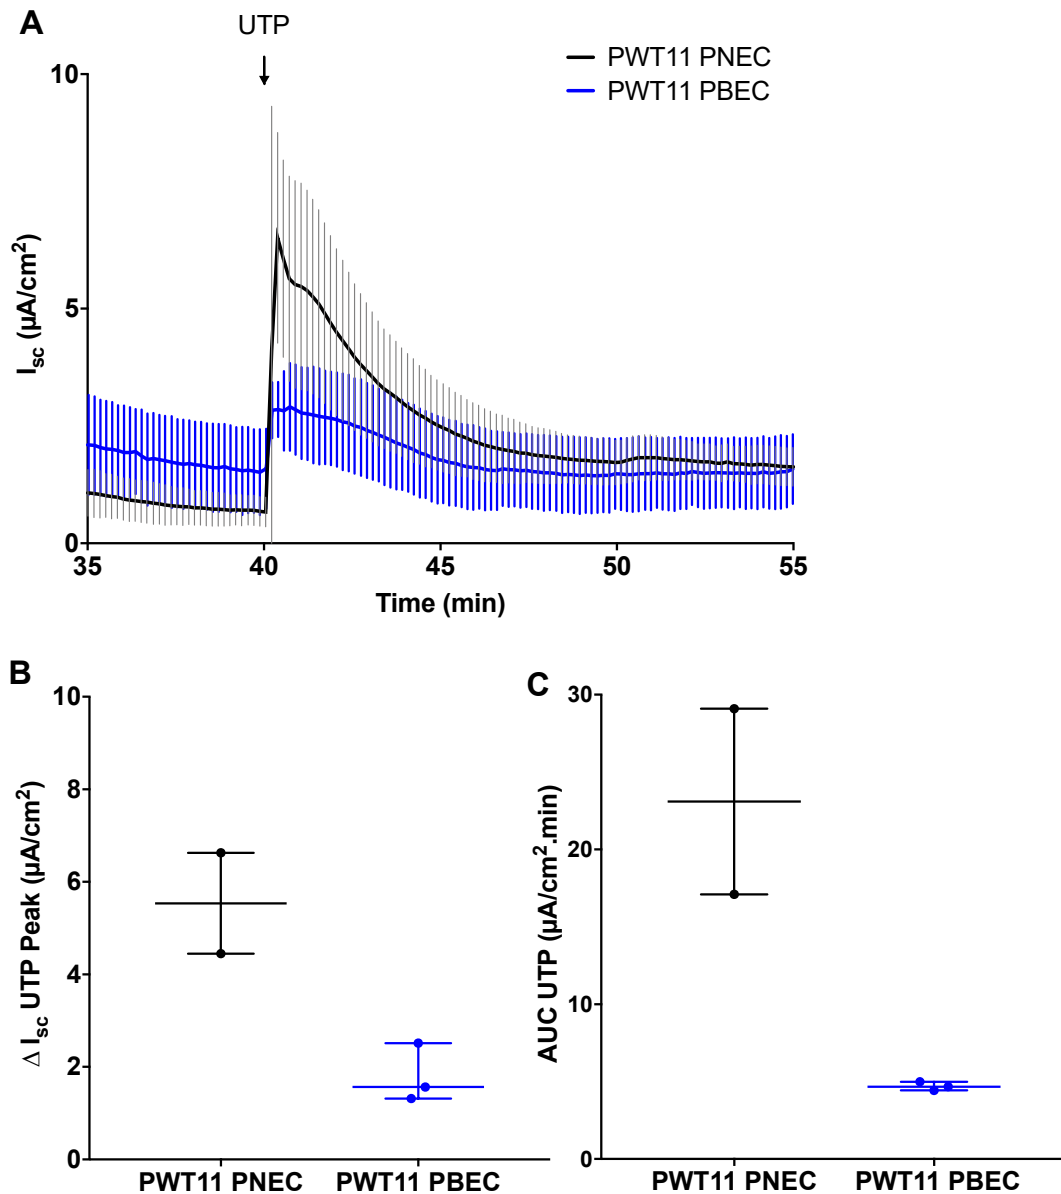 A
UTP
PWT11 PNEC
PWT11 PBEC
10
5
0
I_sc (µA/cm²)
35 40 45 50 55
Time (min)
B
10
8
6
4
2
0
Δ I_sc UTP Peak (µA/cm²)
PWT11 PNEC PWT11 PBEC
C
30
20
10
0
AUC UTP (µA/cm².min)
PWT11 PNEC PWT11 PBEC